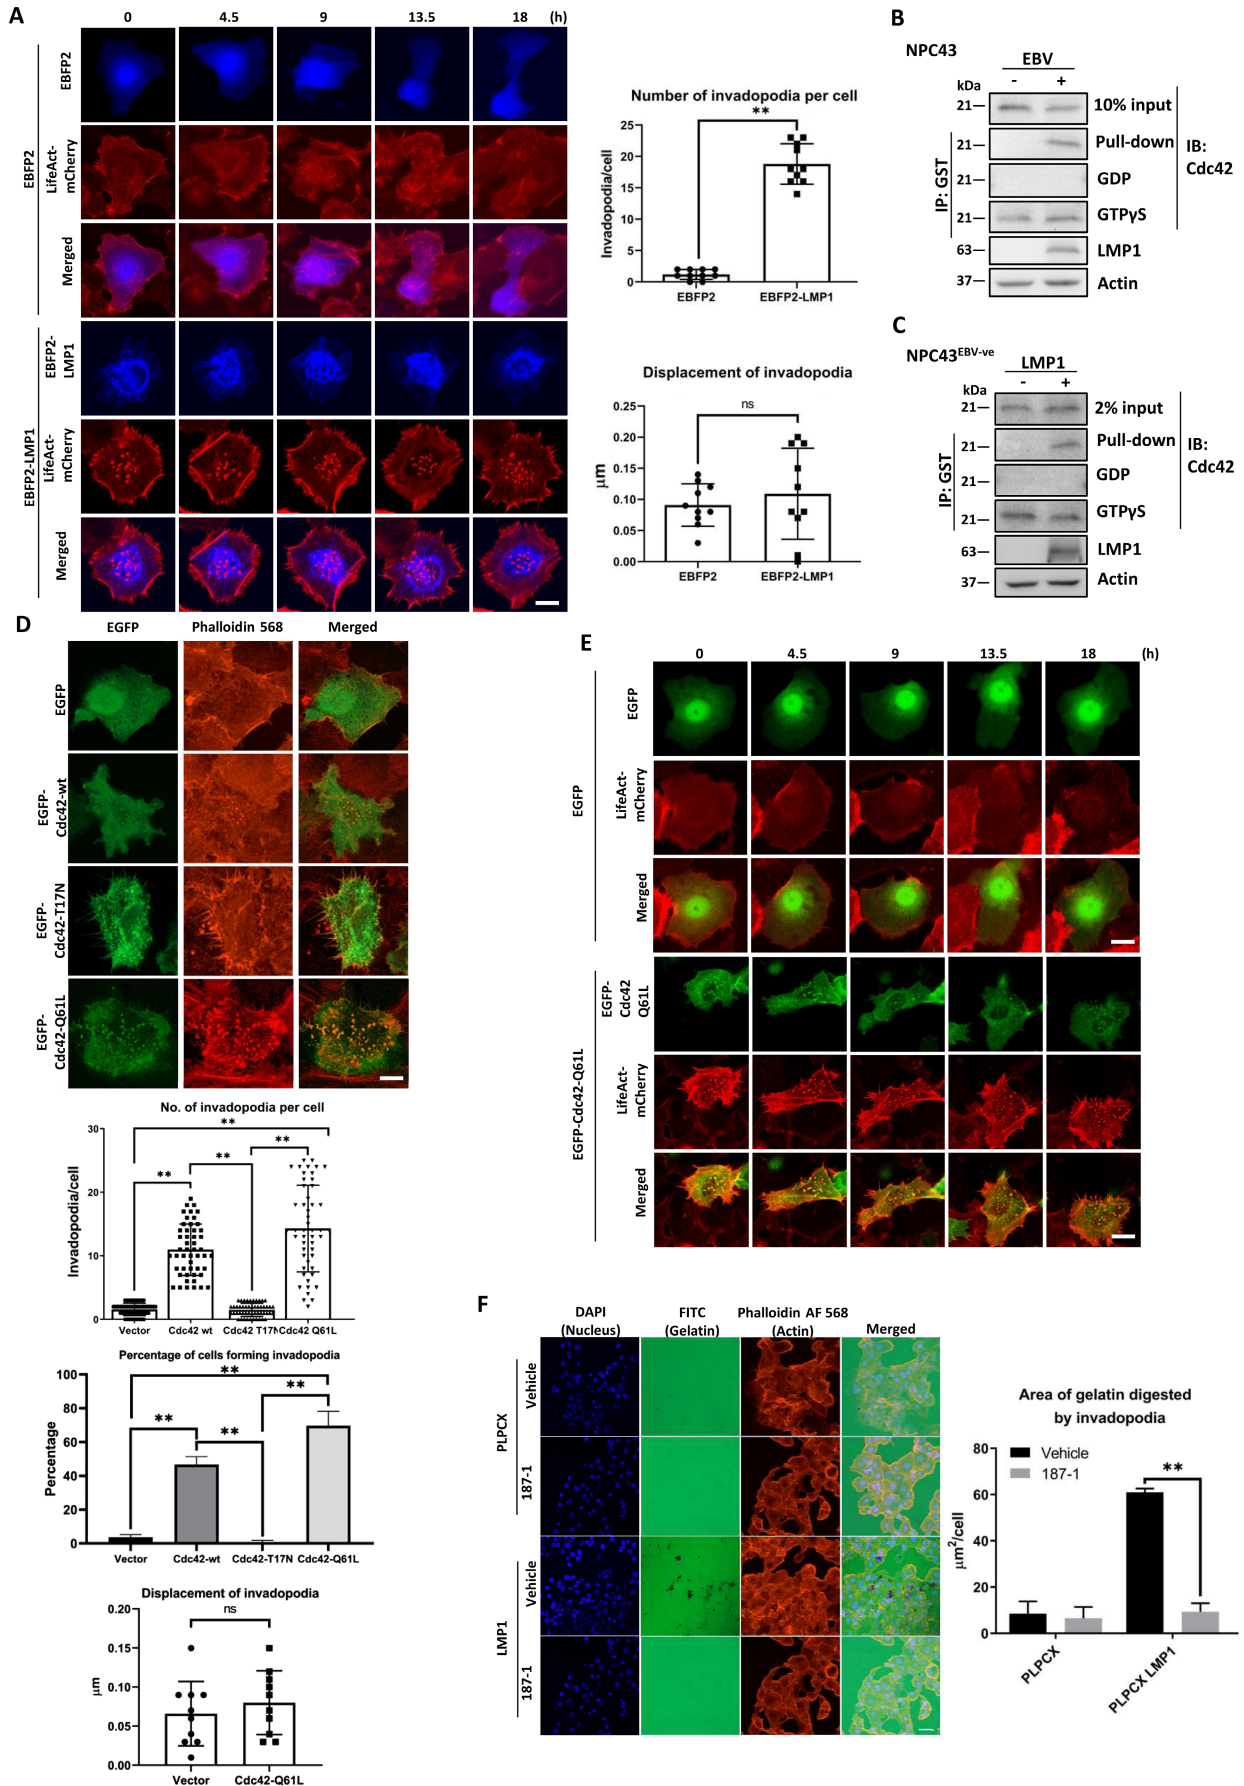 A
0 4.5 9 13.5 18 (h)
EBFP2
EBFP2
LifeAct-
mCherry
Merged
EBFP2-LMP1
EBFP2-
LMP1
LifeAct-
mCherry
Merged
Number of invadopodia per cell
**
Invadopodia/cell
25
20
15
10
5
0
EBFP2 EBFP2-LMP1
Displacement of invadopodia
ns
μm
0.25
0.20
0.15
0.10
0.05
0.00
EBFP2 EBFP2-LMP1
B
NPC43
EBV
kDa - +
21 10% input
21 Pull-down
21 GDP
21 GTPγS
63 LMP1
37 Actin
IP: GST
IB:
Cdc42
C
NPC43EBV-ve
LMP1
kDa - +
21 2% input
21 Pull-down
21 GDP
21 GTPγS
63 LMP1
37 Actin
IP: GST
IB:
Cdc42
D
EGFP Phalloidin 568 Merged
EGFP
EGFP-
Cdc42-wt
EGFP-
Cdc42-T17N
EGFP-
Cdc42-Q61L
No. of invadopodia per cell
**
** ** **
Invadopodia/cell
30
20
10
0
Vector Cdc42 wt Cdc42 T17N Cdc42 Q61L
Percentage of cells forming invadopodia
**
** ** **
Percentage
100
80
60
40
20
0
Vector Cdc42-wt Cdc42-T17N Cdc42-Q61L
Displacement of invadopodia
ns
μm
0.20
0.15
0.10
0.05
0.00
Vector Cdc42-Q61L
E
0 4.5 9 13.5 18 (h)
EGFP
EGFP
LifeAct-
mCherry
Merged
EGFP-Cdc42-Q61L
EGFP-
Cdc42
Q61L
LifeAct-
mCherry
Merged
F
DAPI
(Nucleus)
FITC
(Gelatin)
Phalloidin AF 568
(Actin)
Merged
PLPCX
Vehicle
187-1
LMP1
Vehicle
187-1
Area of gelatin digested
by invadopodia
Vehicle
187-1
**
μm2/cell
80
60
40
20
0
PLPCX
PLPCX LMP1